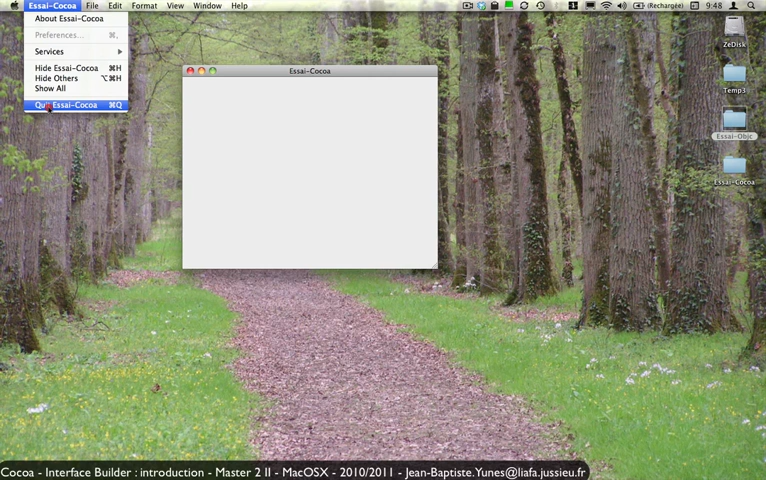 Essai-Cocoa File Edit Format View Window Help (Rechargée) 9:48
About Essai-Cocoa
Preferences... ⌘,
Services
Hide Essai-Cocoa ⌘H
Hide Others ⌥⌘H
Show All
Quit Essai-Cocoa ⌘Q
Essai-Cocoa
ZeDisk
Temp3
Essai-Objc
Essai-Cocoa
Cocoa - Interface Builder : introduction - Master 2 II - MacOSX - 2010/2011 - Jean-Baptiste.Yunes@liafa.jussieu.fr